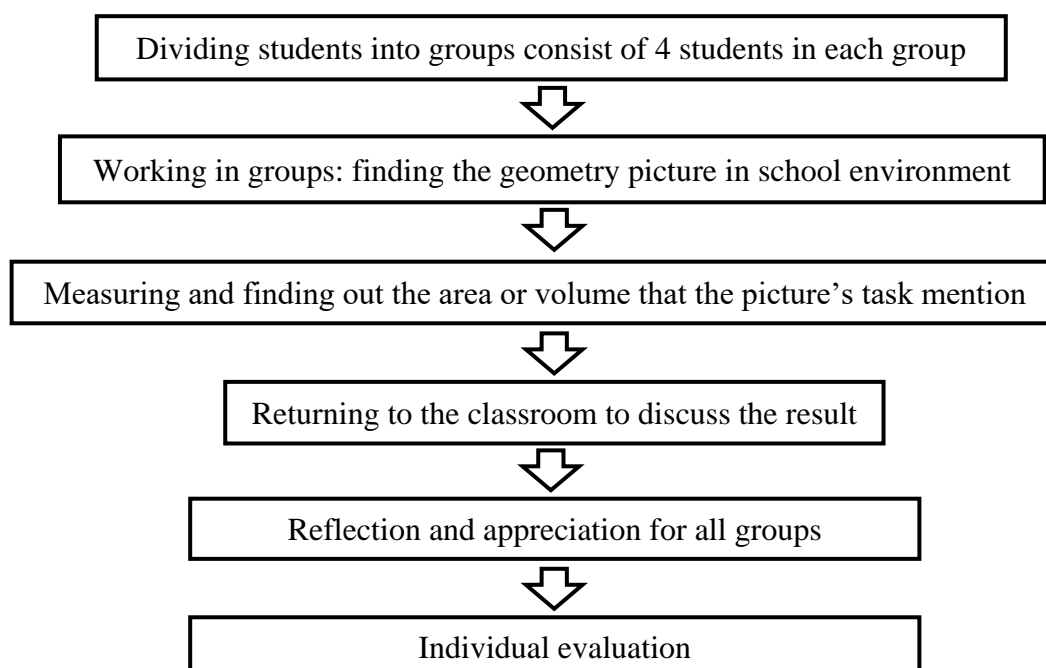 Dividing students into groups consist of 4 students in each group
Working in groups: finding the geometry picture in school environment
Measuring and finding out the area or volume that the picture’s task mention
Returning to the classroom to discuss the result
Reflection and appreciation for all groups
Individual evaluation